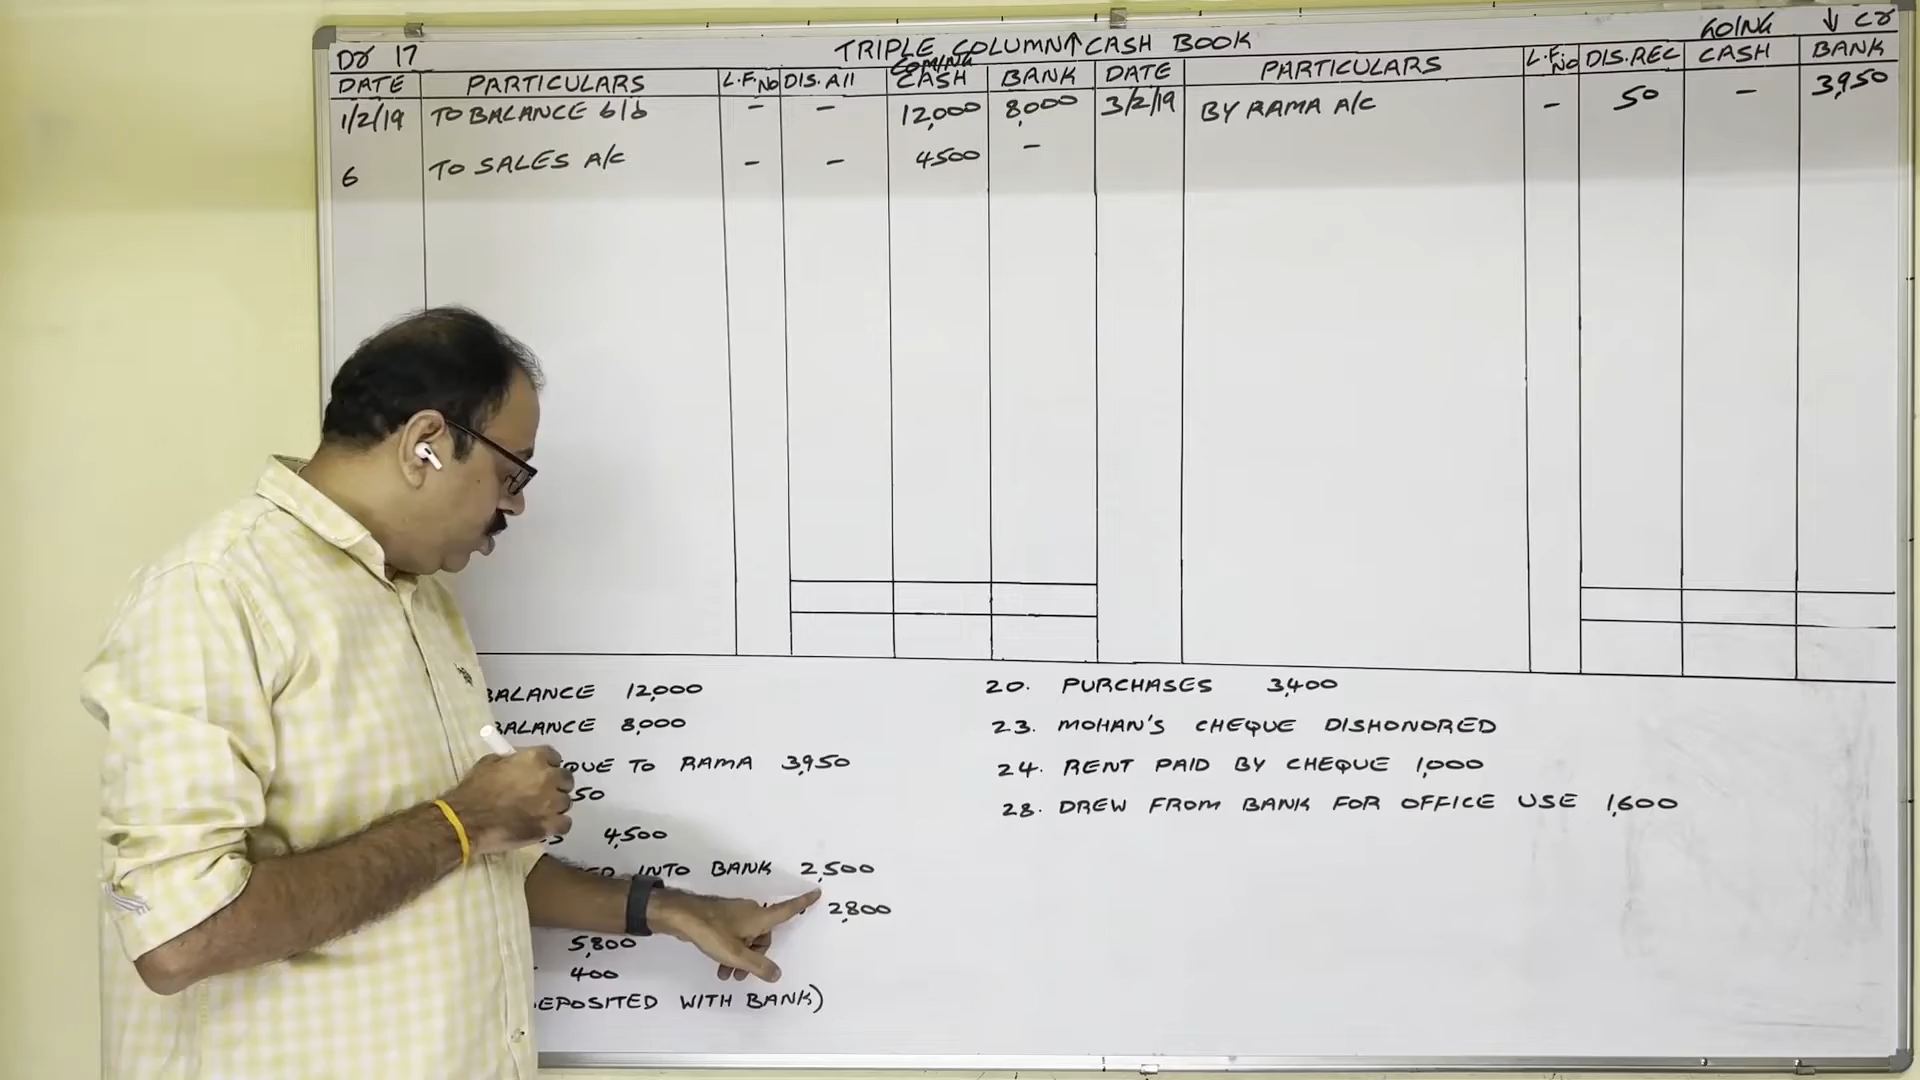 Dr 17 TRIPLE COLUMN↑ CASH BOOK GOING ↓ Cr
DATE PARTICULARS L.F.No DIS.All COMING CASH BANK DATE PARTICULARS L.F.No DIS.REC CASH BANK
1/2/19 TO BALANCE b/b - - 12,000 8,000 3/2/19 BY RAMA A/C - 50 - 3,950
6 TO SALES A/C - - 4500 -
BALANCE 12,000
BALANCE 8,000
QUE TO RAMA 3,950
50
4,500
INTO BANK 2,500
2,800
5,800
400
EPOSITED WITH BANK)
20. PURCHASES 3,400
23. MOHAN'S CHEQUE DISHONORED
24. RENT PAID BY CHEQUE 1,000
28. DREW FROM BANK FOR OFFICE USE 1,600